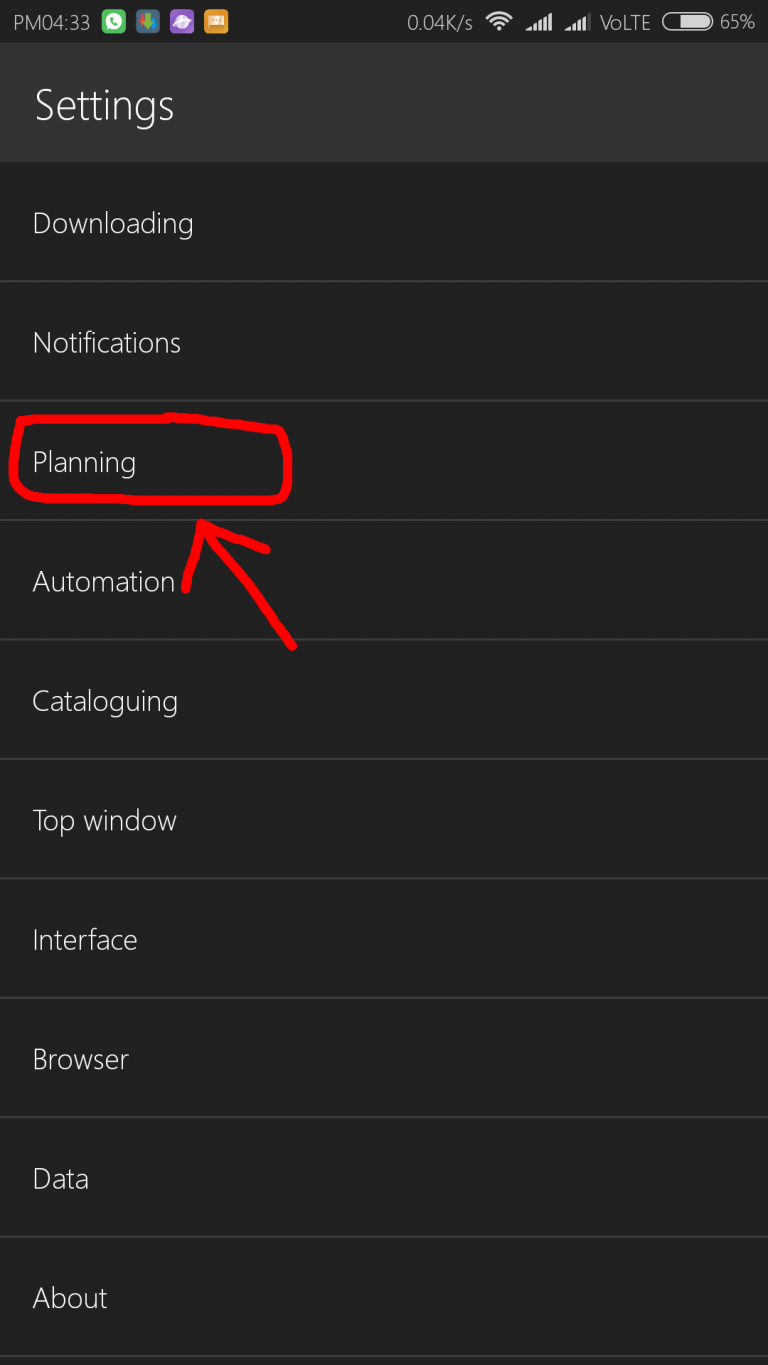 PM04:33 0.04K/s VoLTE 65%
Settings
Downloading
Notifications
Planning
Automation
Cataloguing
Top window
Interface
Browser
Data
About